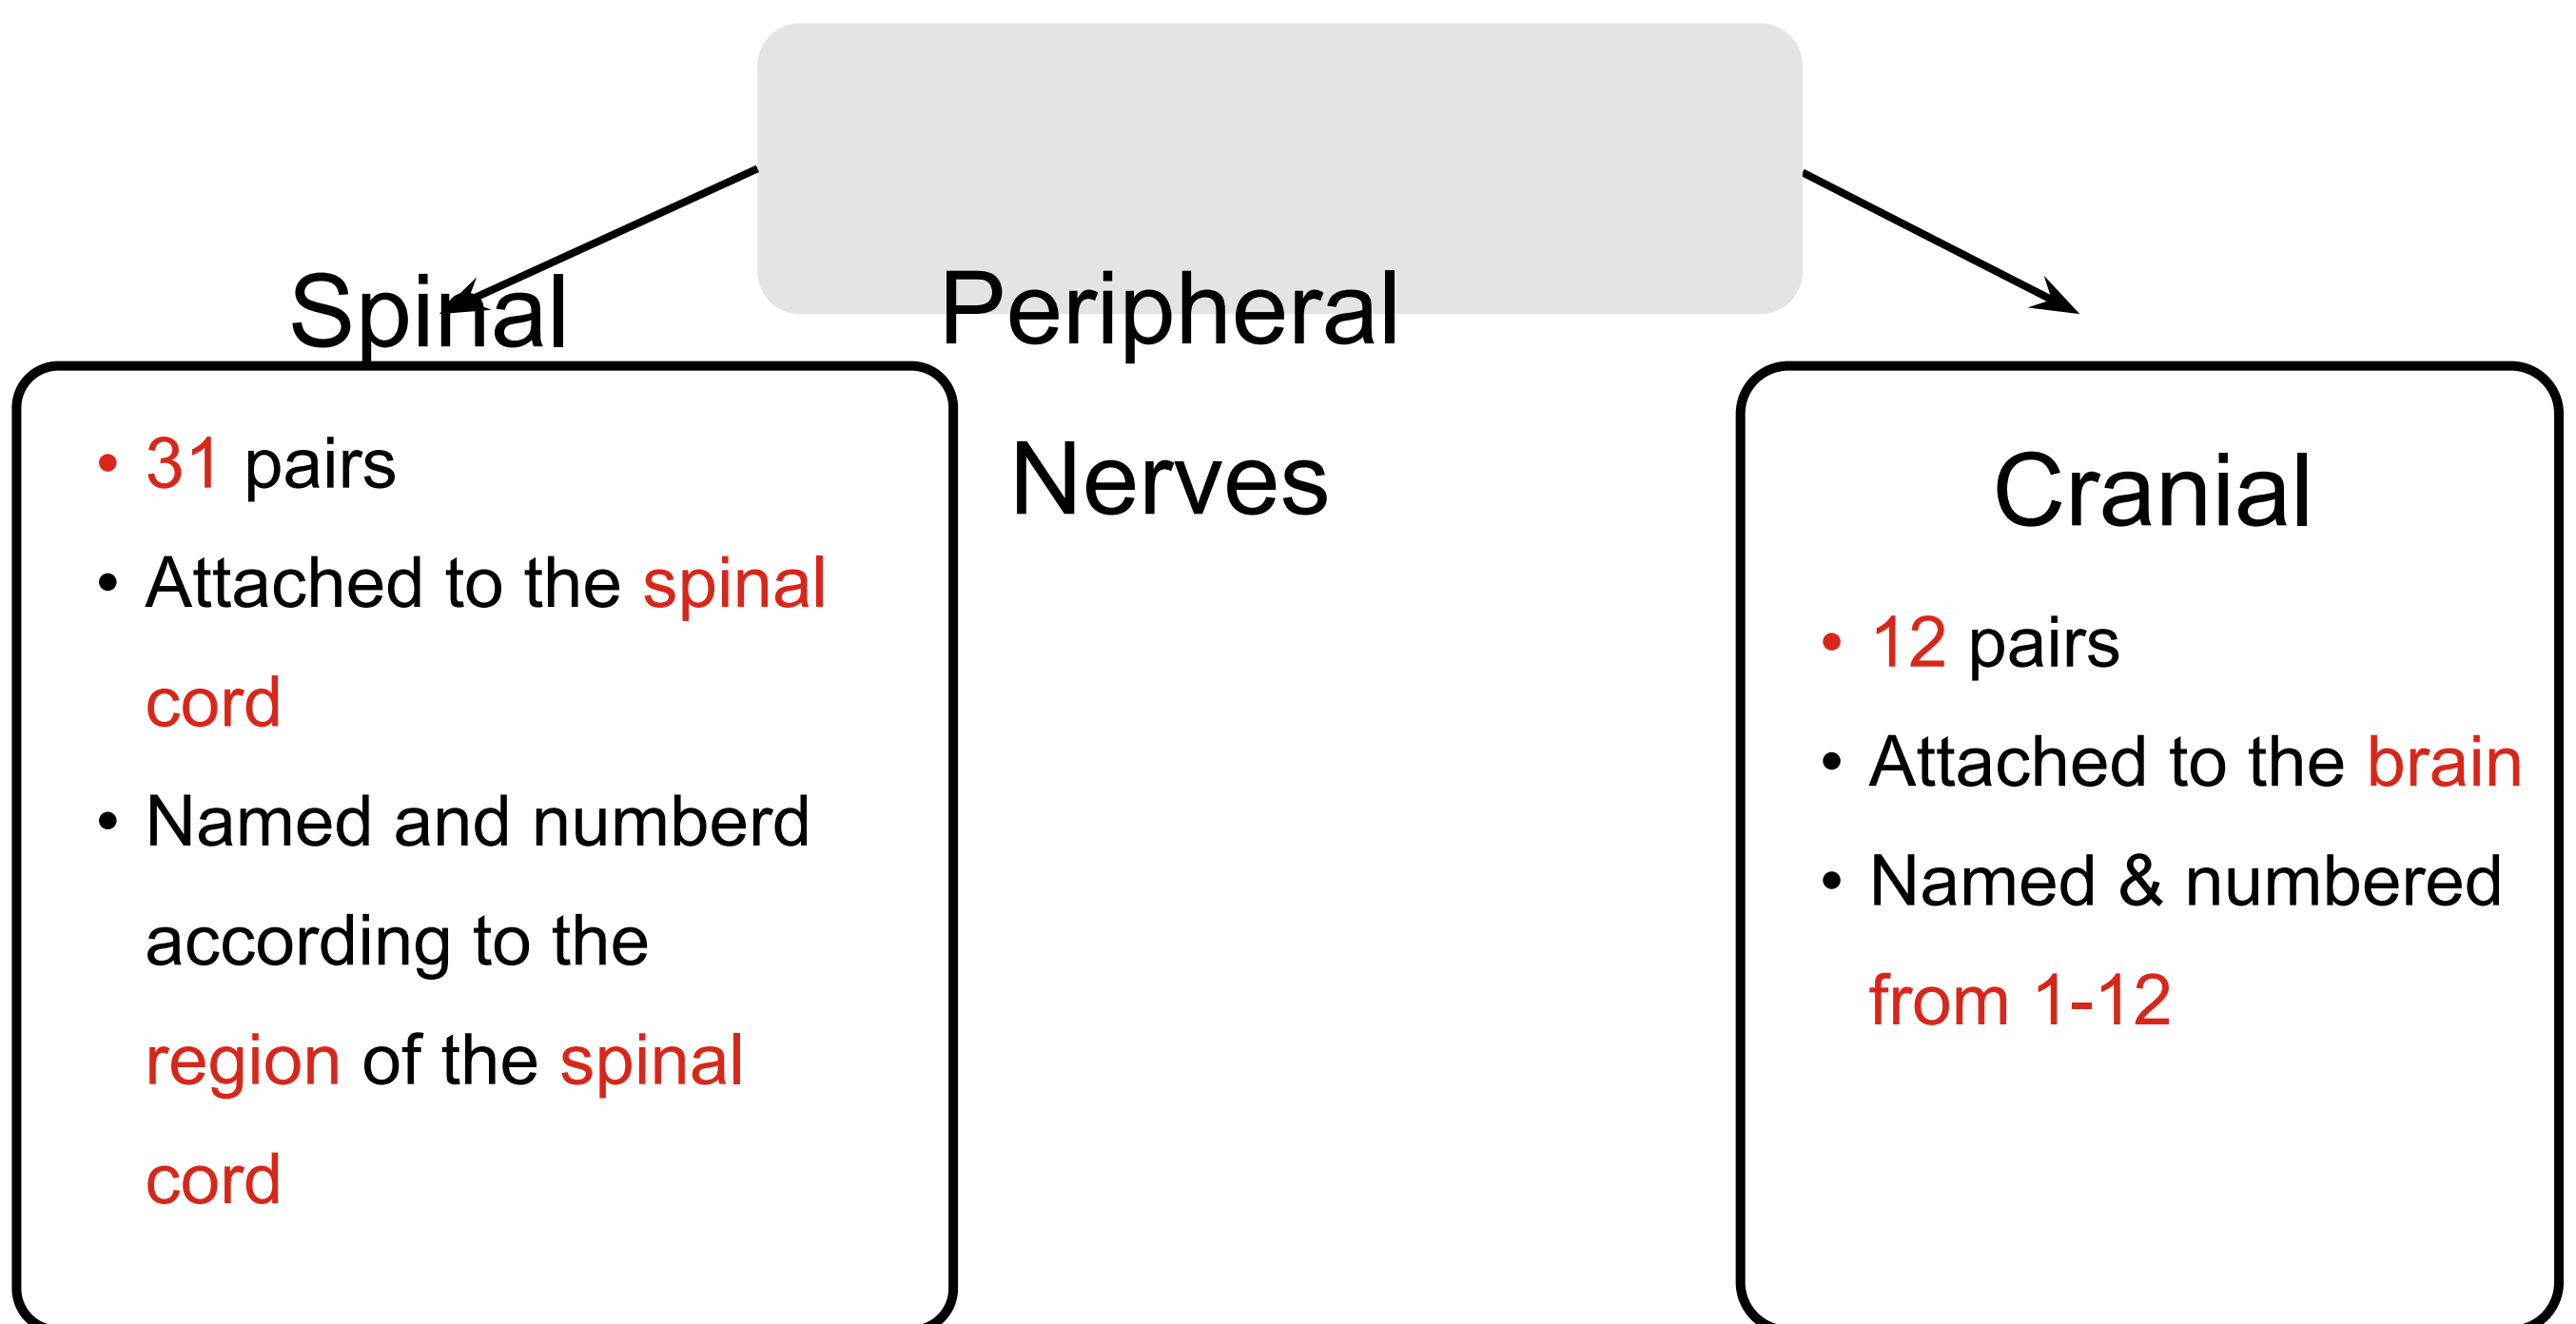 Peripheral
Nerves
Spinal
• 31 pairs
• Attached to the spinal
cord
• Named and numberd
according to the
region of the spinal
cord
Cranial
• 12 pairs
• Attached to the brain
• Named & numbered
from 1-12